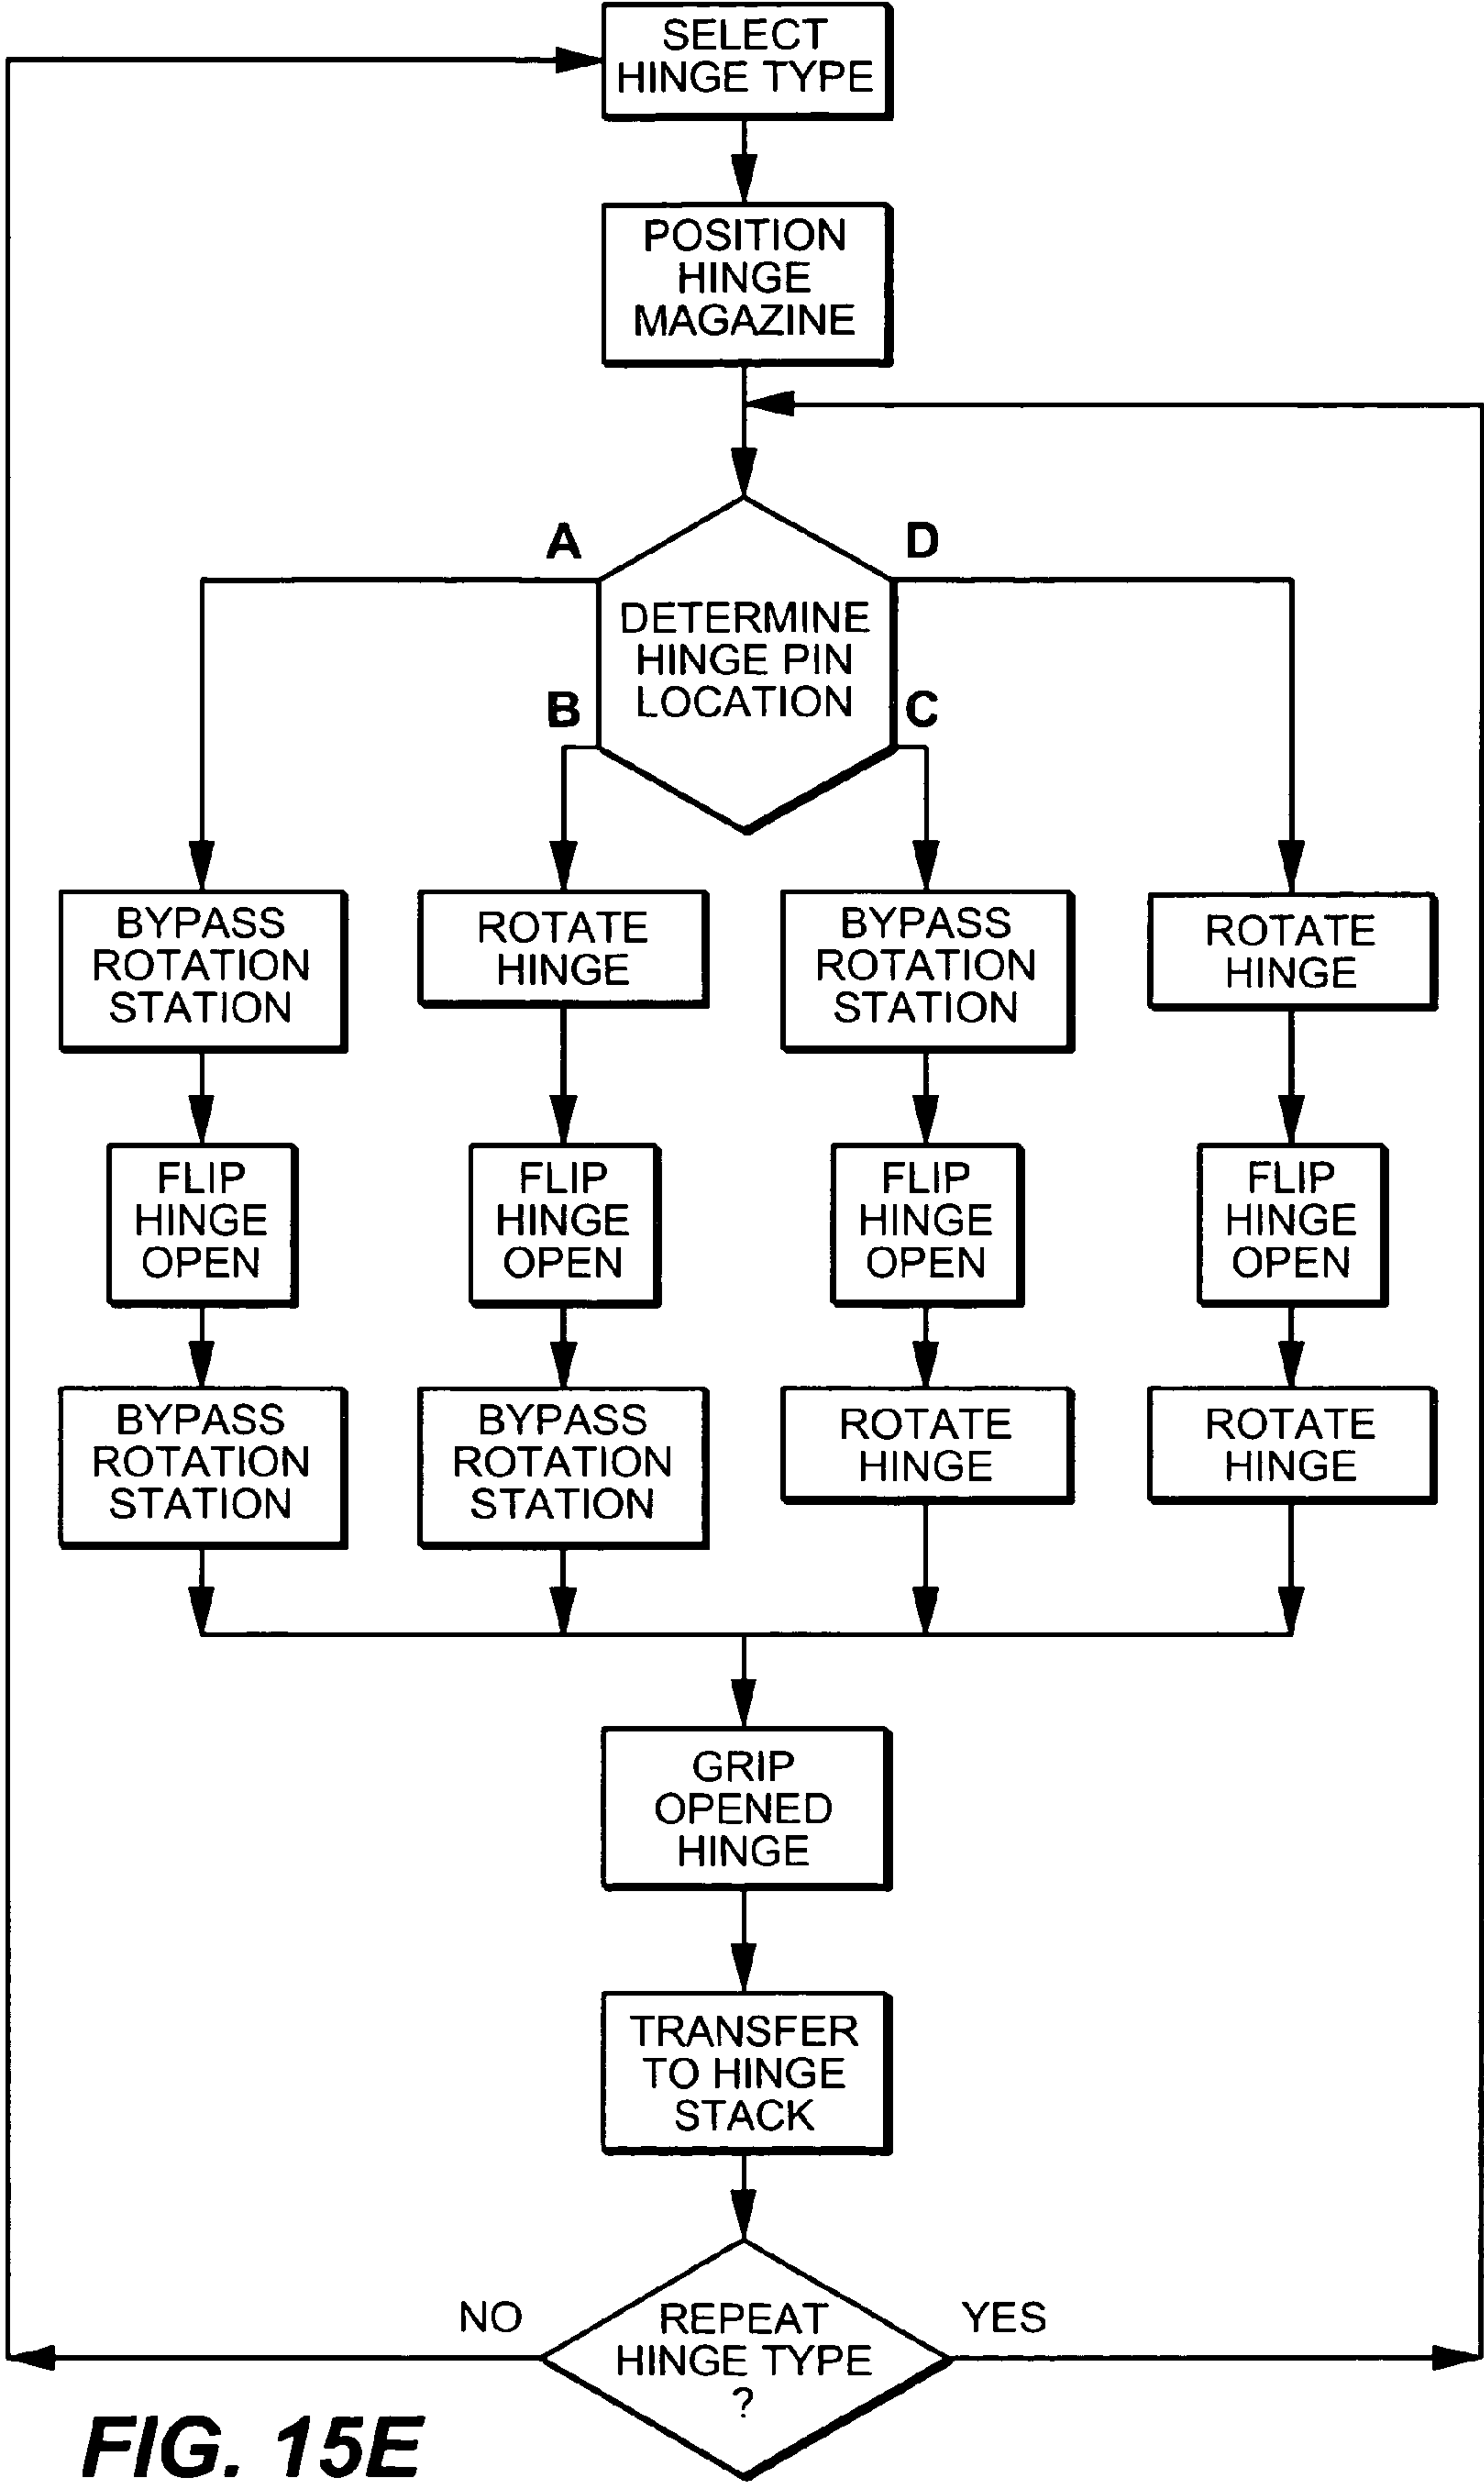 SELECT
HINGE TYPE
POSITION
HINGE
MAGAZINE
A
D
DETERMINE
HINGE PIN
LOCATION
B
C
BYPASS
ROTATION
STATION
ROTATE
HINGE
BYPASS
ROTATION
STATION
ROTATE
HINGE
FLIP
HINGE
OPEN
FLIP
HINGE
OPEN
FLIP
HINGE
OPEN
FLIP
HINGE
OPEN
BYPASS
ROTATION
STATION
BYPASS
ROTATION
STATION
ROTATE
HINGE
ROTATE
HINGE
GRIP
OPENED
HINGE
TRANSFER
TO HINGE
STACK
NO
REPEAT
HINGE TYPE
?
YES
FIG. 15E